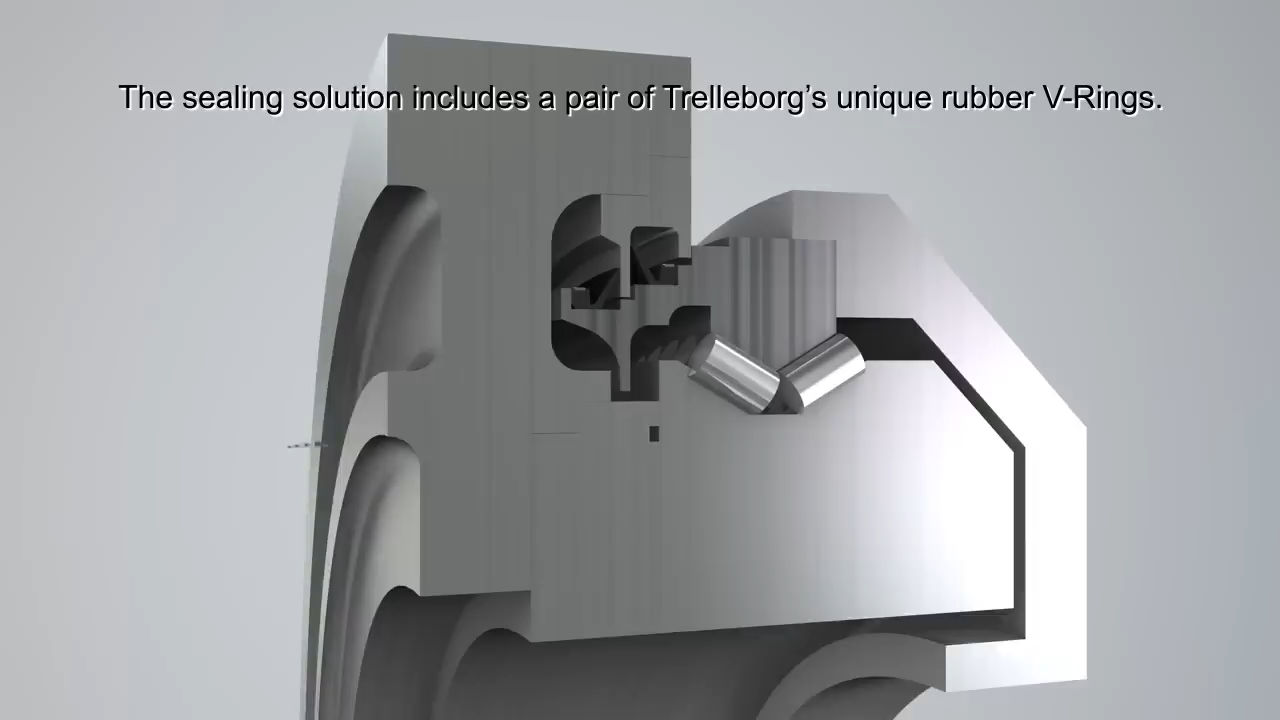 The sealing solution includes a pair of Trelleborg’s unique rubber V-Rings.